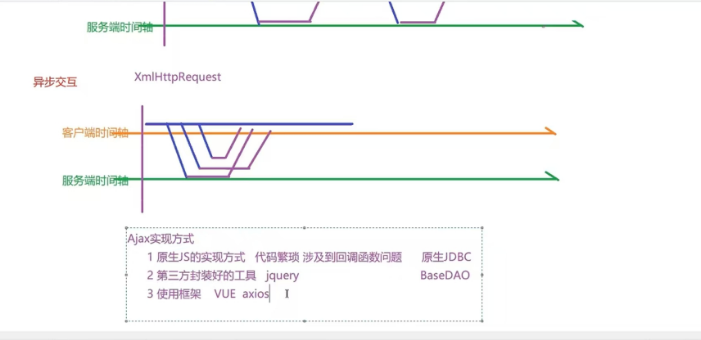 服务端时间轴
异步交互 XmlHttpRequest
客户端时间轴
服务端时间轴
Ajax实现方式
1 原生JS的实现方式 代码繁琐 涉及到回调函数问题 原生JDBC
2 第三方封装好的工具 jquery BaseDAO
3 使用框架 VUE axios